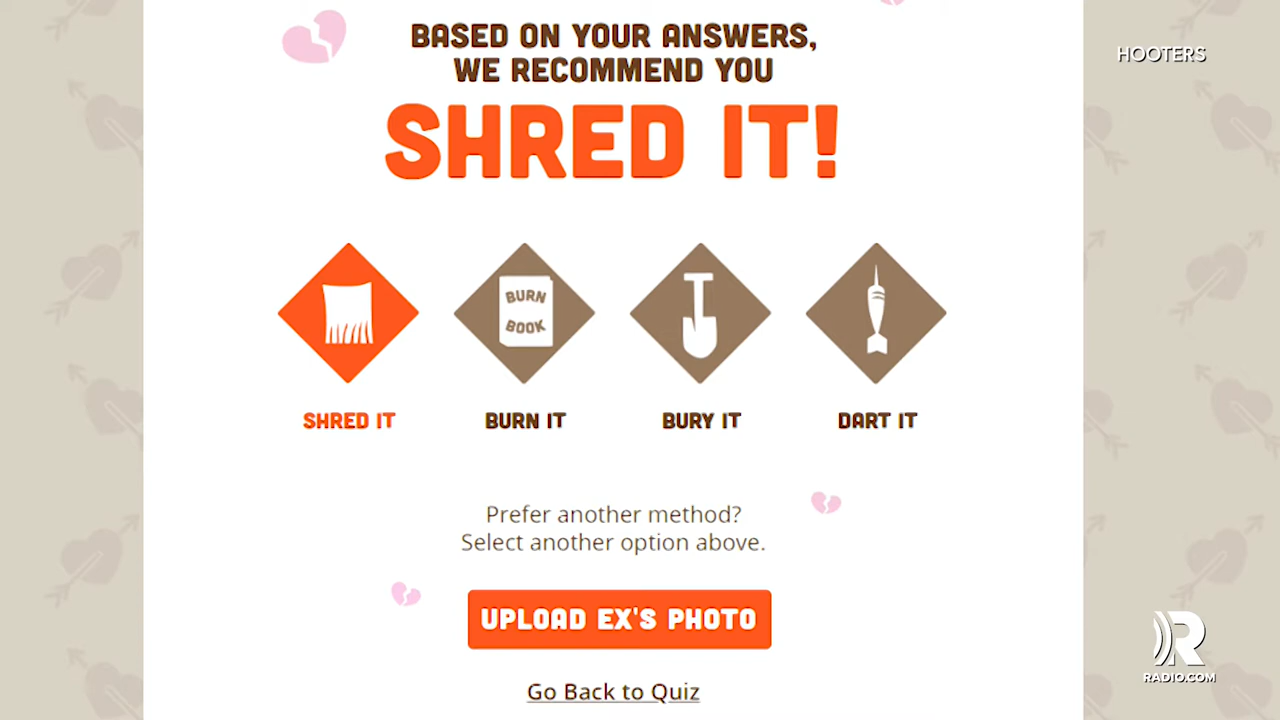 BASED ON YOUR ANSWERS,
WE RECOMMEND YOU
HOOTERS
SHRED IT!
BURN
BOOK
SHRED IT
BURN IT
BURY IT
DART IT
Prefer another method?
Select another option above.
UPLOAD EX'S PHOTO
Go Back to Quiz
R
RADIO.COM